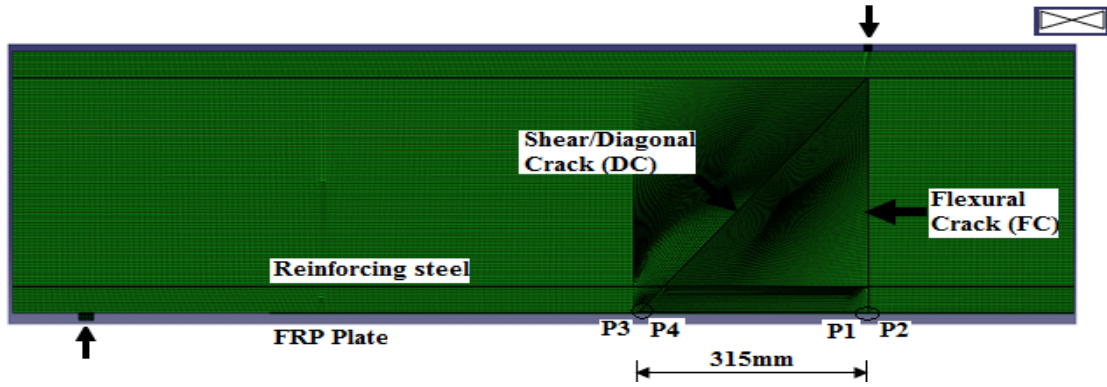 Shear/Diagonal
Crack (DC)
Flexural
Crack (FC)
Reinforcing steel
FRP Plate
P3 P4
P1 P2
315mm